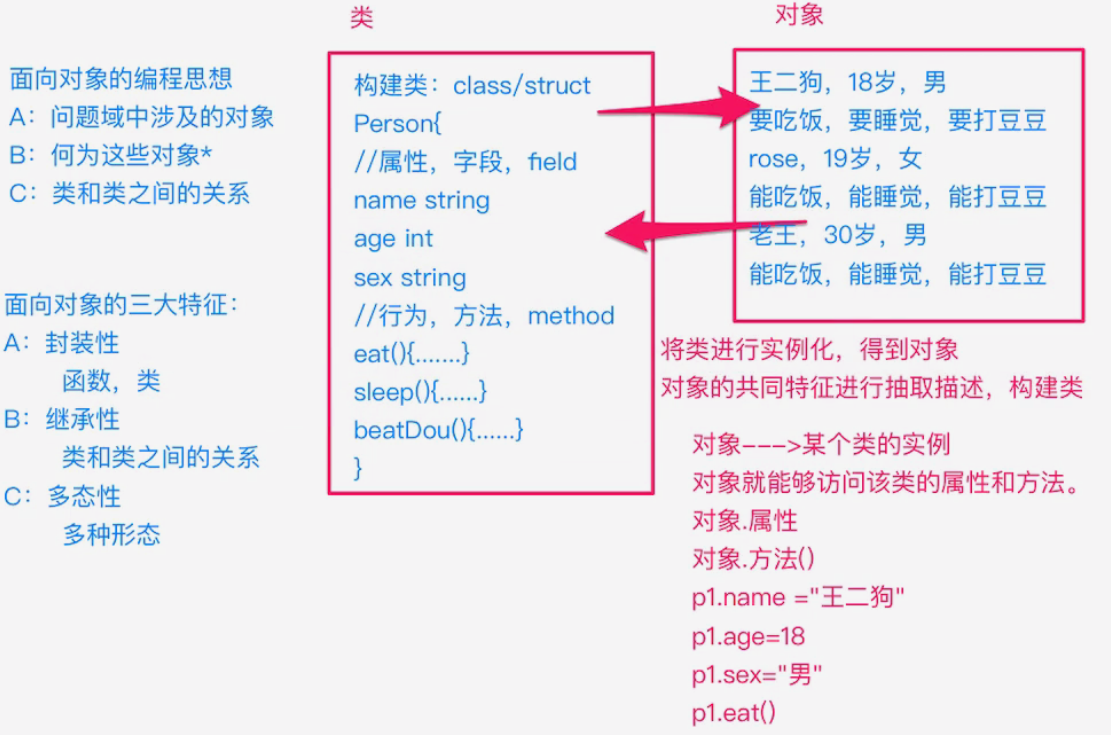 面向对象的编程思想
A：问题域中涉及的对象
B：何为这些对象*
C：类和类之间的关系
面向对象的三大特征：
A：封装性
函数，类
B：继承性
类和类之间的关系
C：多态性
多种形态
类
构建类：class/struct
Person{
//属性，字段，field
name string
age int
sex string
//行为，方法，method
eat(){.......}
sleep(){......}
beatDou(){......}
}
对象
王二狗，18岁，男
要吃饭，要睡觉，要打豆豆
rose，19岁，女
能吃饭，能睡觉，能打豆豆
老王，30岁，男
能吃饭，能睡觉，能打豆豆
将类进行实例化，得到对象
对象的共同特征进行抽取描述，构建类
对象--->某个类的实例
对象就能够访问该类的属性和方法。
对象.属性
对象.方法()
p1.name ="王二狗"
p1.age=18
p1.sex="男"
p1.eat()